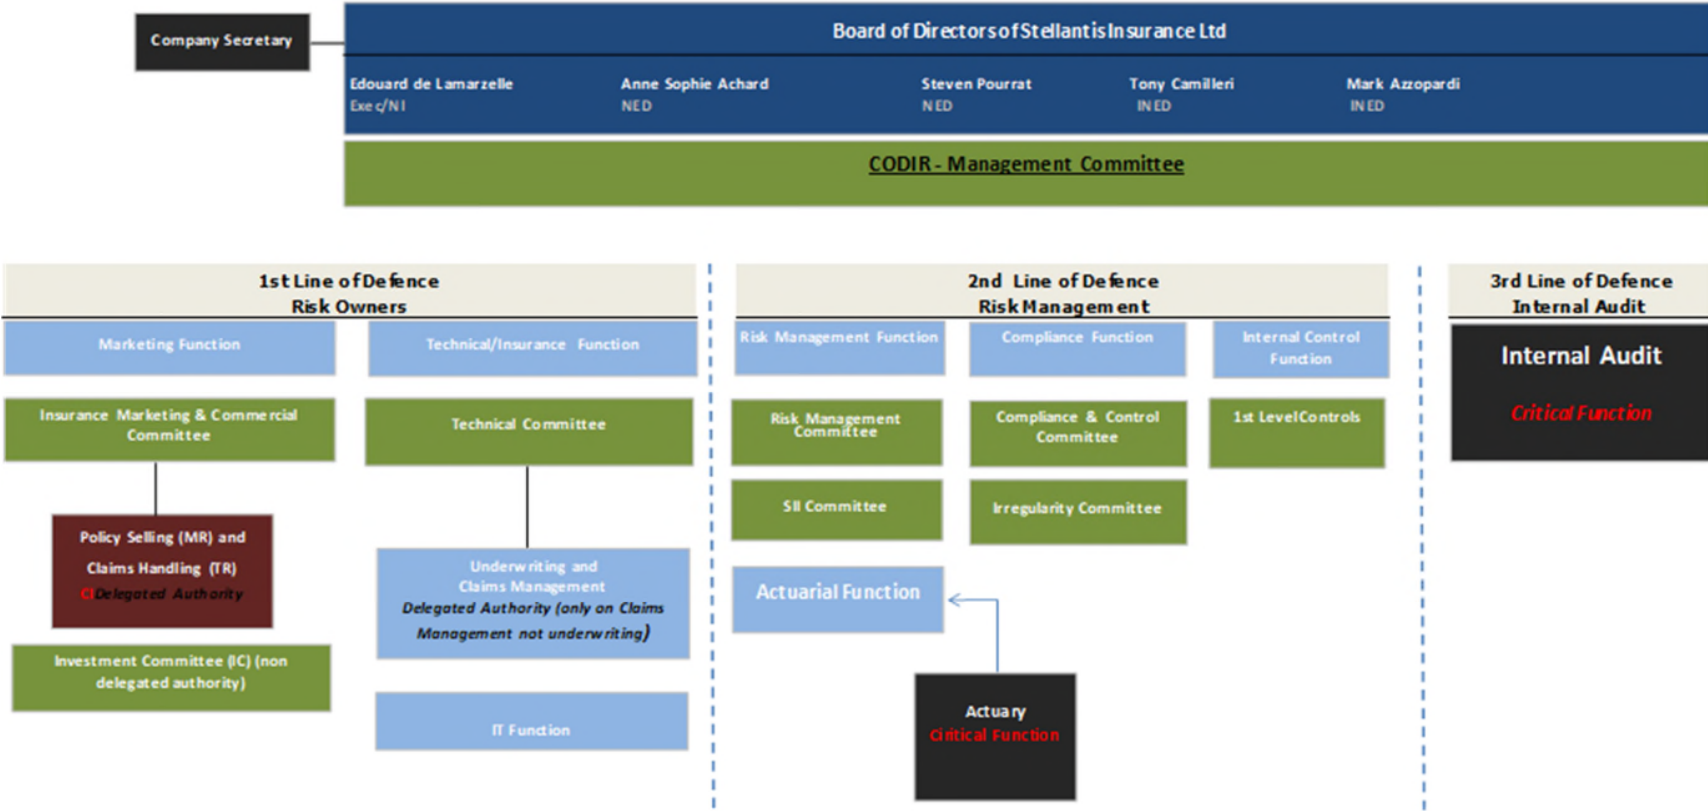 Company Secretary
Board of Directors of Stellantis Insurance Ltd
Edouard de Lamarzelle
Exec/NI
Anne Sophie Achard
NED
Steven Pourrat
NED
Tony Camilleri
INED
Mark Azzopardi
INED
CODIR - Management Committee
1st Line of Defence
Risk Owners
Marketing Function
Technical/Insurance Function
Insurance Marketing & Commercial
Committee
Technical Committee
Policy Selling (MR) and
Claims Handling (TR)
CIDelegated Authority
Underwriting and
Claims Management
Delegated Authority (only on Claims
Management not underwriting)
Investment Committee (IC) (non
delegated authority)
IT Function
2nd Line of Defence
Risk Management
Risk Management Function
Compliance Function
Internal Control
Function
Risk Management
Committee
Compliance & Control
Committee
1st Level Controls
SII Committee
Irregularity Committee
Actuarial Function
Actuary
Ciritical Function
3rd Line of Defence
Internal Audit
Internal Audit
Critical Function